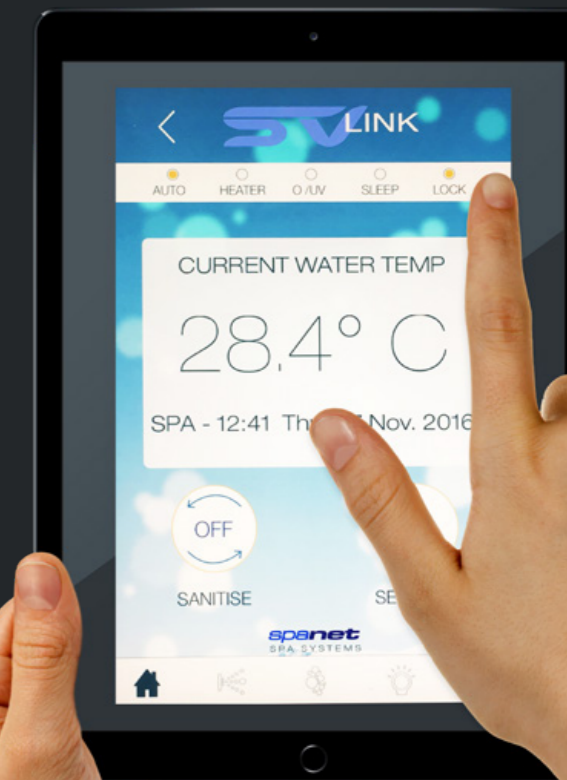 SV LINK
AUTO HEATER O /UV SLEEP LOCK
CURRENT WATER TEMP
28.4° C
SPA - 12:41 Nov. 2016
OFF
SANITISE
spanet
SPA SYSTEMS